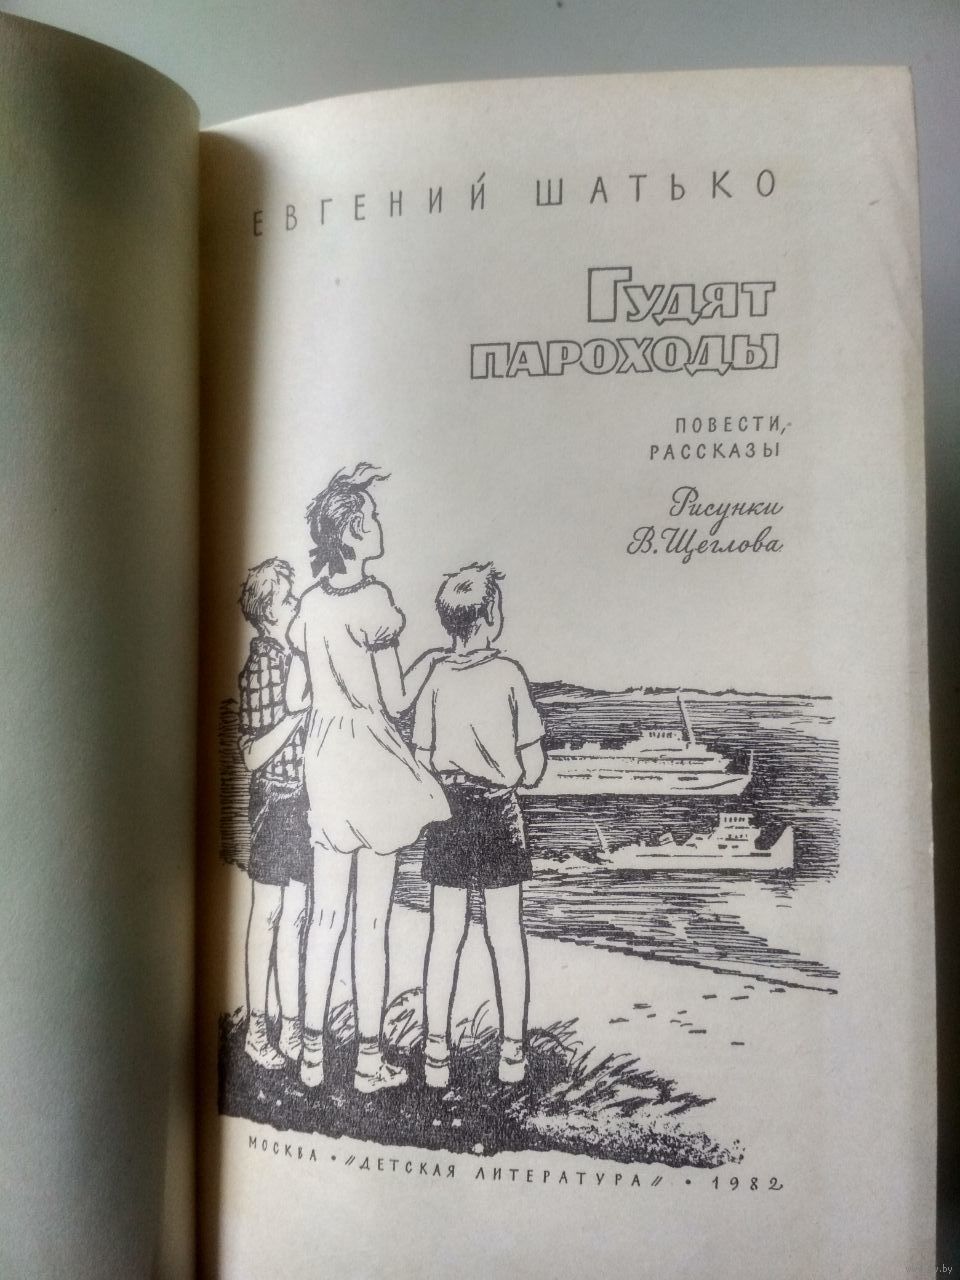 ЕВГЕНИЙ ШАТЬКО
ГУДЯТ
ПАРОХОДЫ
ПОВЕСТИ,
РАССКАЗЫ
Рисунки
В. Щеглова
МОСКВА • "ДЕТСКАЯ ЛИТЕРАТУРА" • 1982